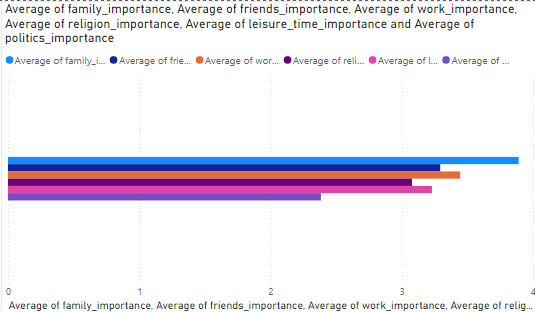 Average of family_importance, Average of friends_importance, Average of work_importance,
Average of religion_importance, Average of leisure_time_importance and Average of
politics_importance
Average of family_i... Average of frie... Average of wor... Average of reli... Average of l... Average of ...
0 1 2 3 4
Average of family_importance, Average of friends_importance, Average of work_importance, Average of relig...